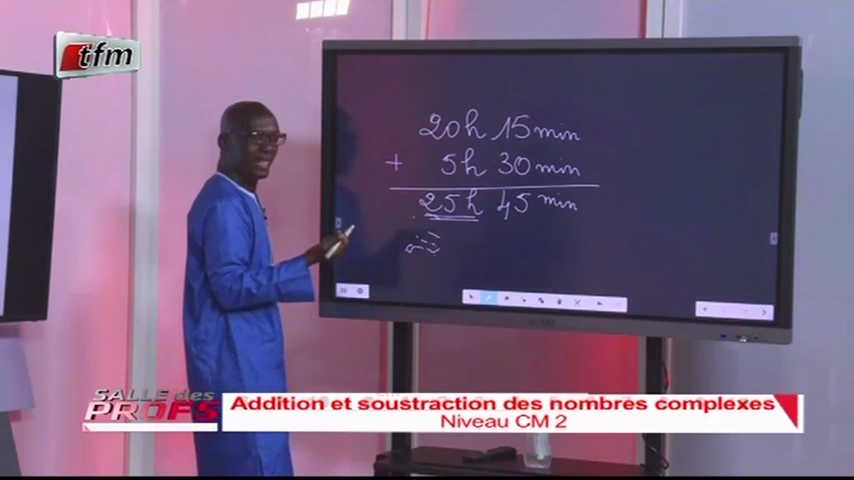 tfm
20h 15min
+ 5h 30min
25h 45min
SALLE des
PROFS
Addition et soustraction des nombres complexes
Niveau CM 2